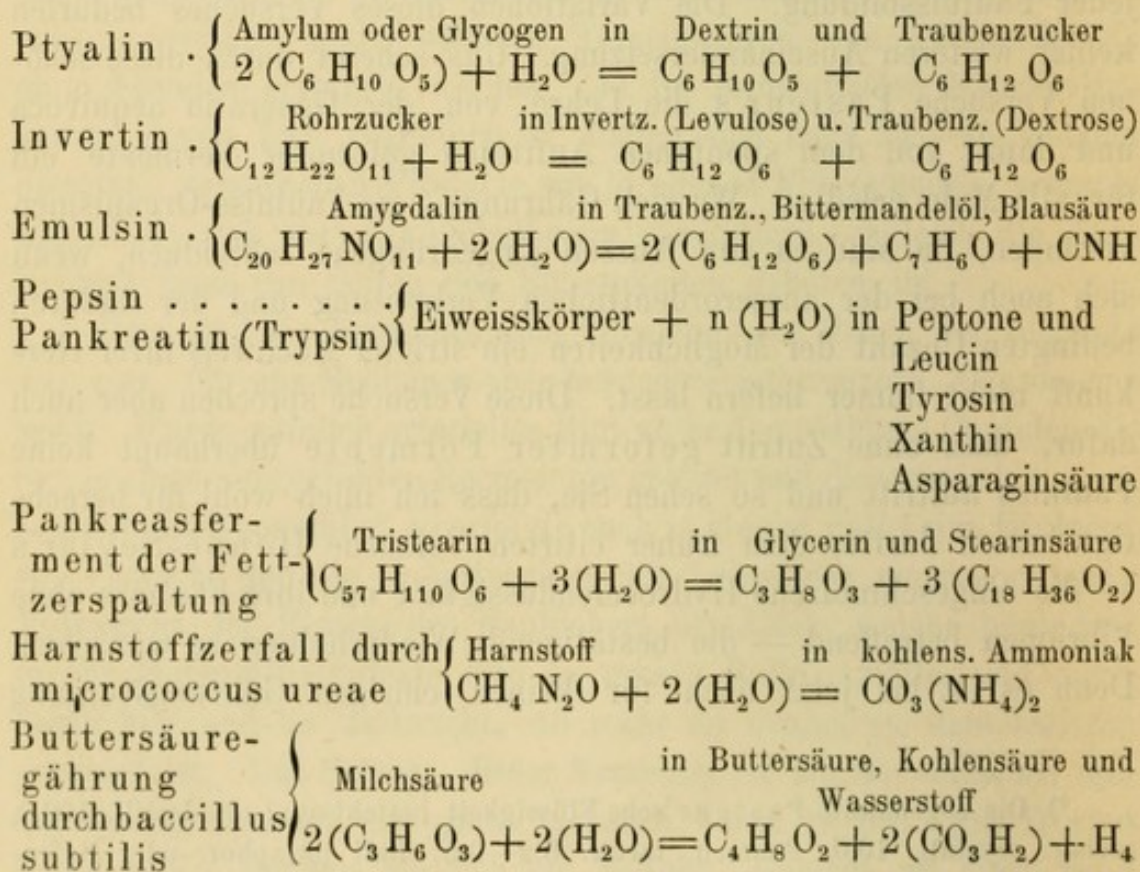 Ptyalin . { Amylum oder Glycogen in Dextrin und Traubenzucker
2 (C₆ H₁₀ O₅) + H₂O = C₆ H₁₀ O₅ + C₆ H₁₂ O₆
Invertin . { Rohrzucker in Invertz. (Levulose) u. Traubenz. (Dextrose)
C₁₂ H₂₂ O₁₁ + H₂O = C₆ H₁₂ O₆ + C₆ H₁₂ O₆
Emulsin . { Amygdalin in Traubenz., Bittermandelöl, Blausäure
C₂₀ H₂₇ NO₁₁ + 2 (H₂O) = 2 (C₆ H₁₂ O₆) + C₇ H₆O + CNH
Pepsin . . . . . . . . {
Pankreatin (Trypsin) Eiweisskörper + n (H₂O) in Peptone und
Leucin
Tyrosin
Xanthin
Asparaginsäure
Pankreasfer-
ment der Fett- { Tristearin in Glycerin und Stearinsäure
zerspaltung C₅₇ H₁₁₀ O₆ + 3 (H₂O) = C₃ H₈ O₃ + 3 (C₁₈ H₃₆ O₂)
Harnstoffzerfall durch { Harnstoff in kohlens. Ammoniak
micrococcus ureae CH₄ N₂O + 2 (H₂O) = CO₃ (NH₄)₂
Buttersäure-
gährung { Milchsäure in Buttersäure, Kohlensäure und
Wasserstoff
durch baccillus 2 (C₃ H₆ O₃) + 2 (H₂O) = C₄ H₈ O₂ + 2 (CO₃ H₂) + H₄
subtilis